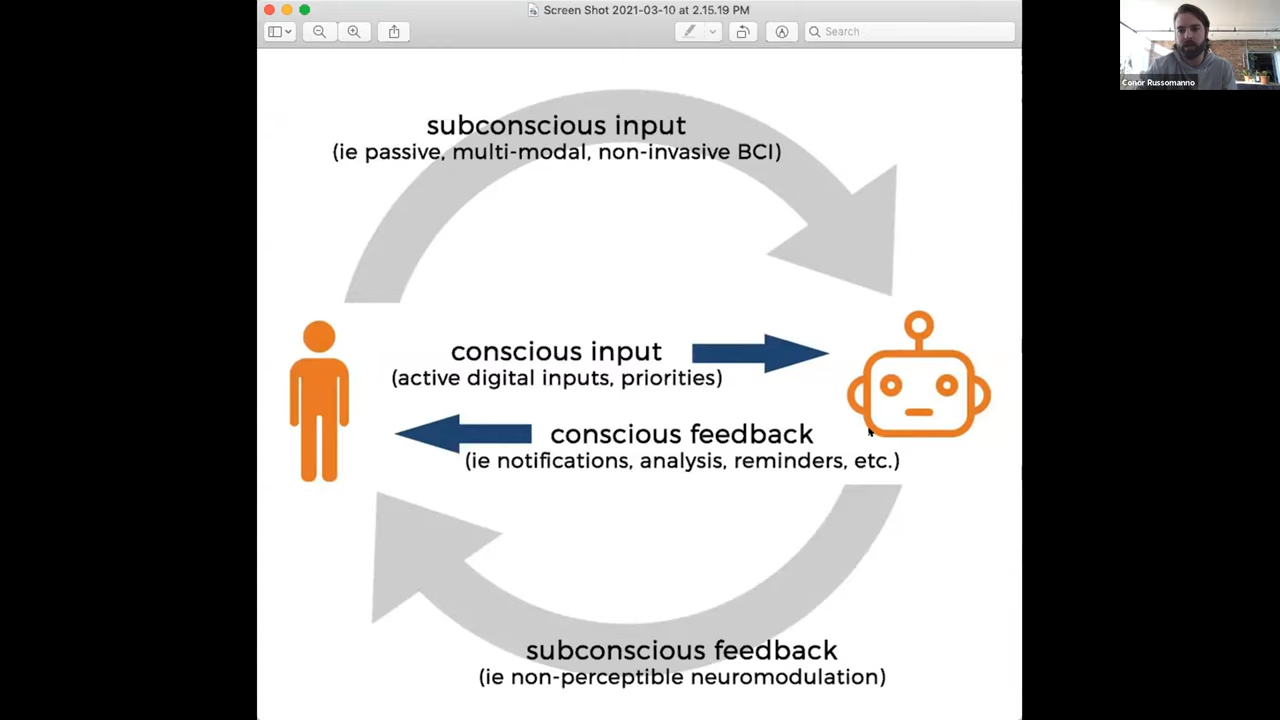 Screen Shot 2021-03-10 at 2.15.19 PM
Search
Conor Russomanno
subconscious input
(ie passive, multi-modal, non-invasive BCI)
conscious input
(active digital inputs, priorities)
conscious feedback
(ie notifications, analysis, reminders, etc.)
subconscious feedback
(ie non-perceptible neuromodulation)